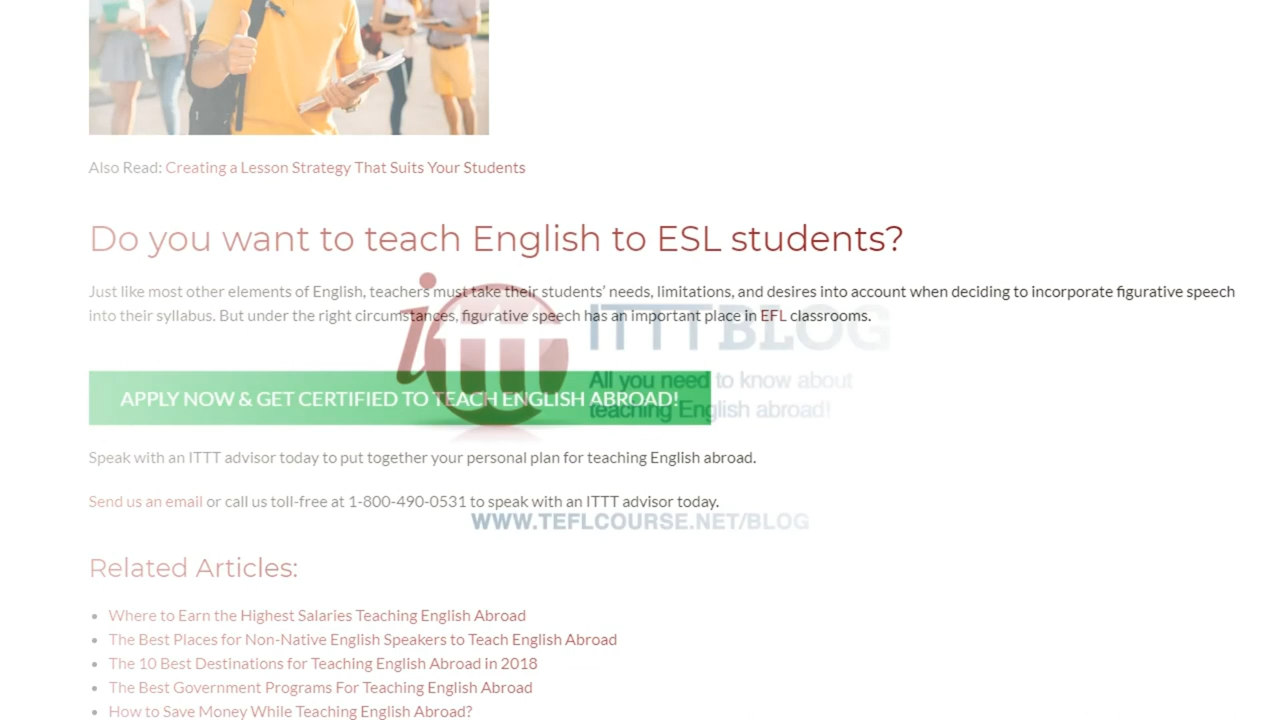 Also Read: Creating a Lesson Strategy That Suits Your Students
Do you want to teach English to ESL students?
Just like most other elements of English, teachers must take their students’ needs, limitations, and desires into account when deciding to incorporate figurative speech
into their syllabus. But under the right circumstances, figurative speech has an important place in EFL classrooms.
ittt
ITTT BLOG
All you need to know about
teaching English abroad!
APPLY NOW & GET CERTIFIED TO TEACH ENGLISH ABROAD!
Speak with an ITTT advisor today to put together your personal plan for teaching English abroad.
Send us an email or call us toll-free at 1-800-490-0531 to speak with an ITTT advisor today.
WWW.TEFLCOURSE.NET/BLOG
Related Articles:
Where to Earn the Highest Salaries Teaching English Abroad
The Best Places for Non-Native English Speakers to Teach English Abroad
The 10 Best Destinations for Teaching English Abroad in 2018
The Best Government Programs For Teaching English Abroad
How to Save Money While Teaching English Abroad?